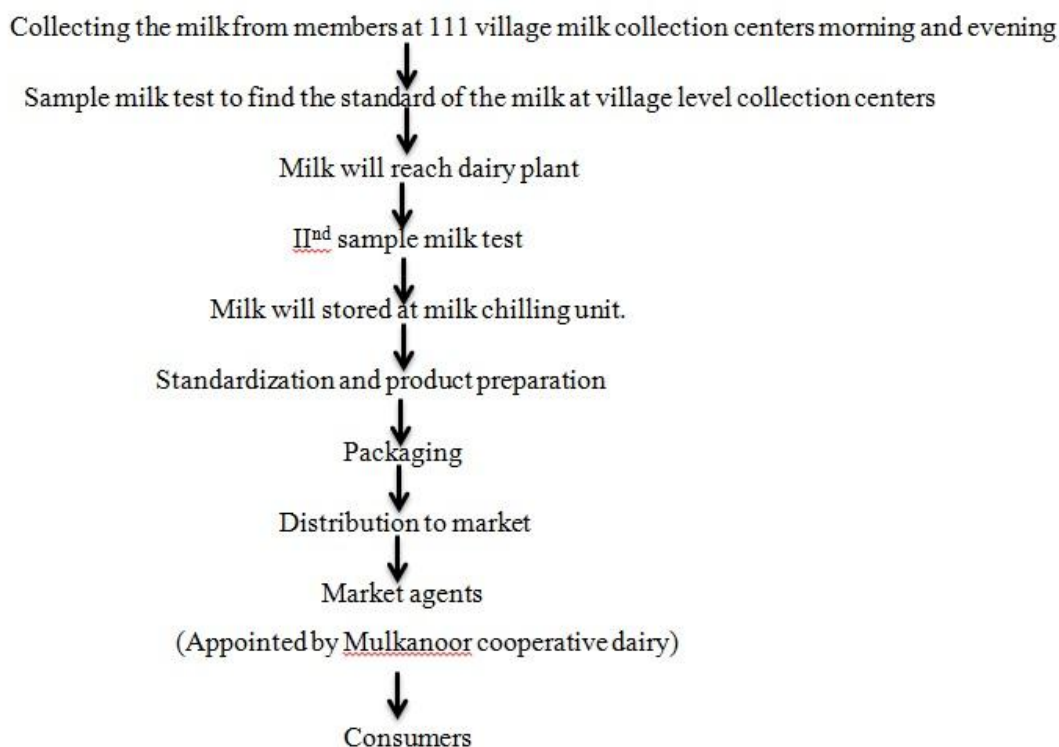 Collecting the milk from members at 111 village milk collection centers morning and evening
Sample milk test to find the standard of the milk at village level collection centers
Milk will reach dairy plant
IInd sample milk test
Milk will stored at milk chilling unit.
Standardization and product preparation
Packaging
Distribution to market
Market agents
(Appointed by Mulkanoor cooperative dairy)
Consumers